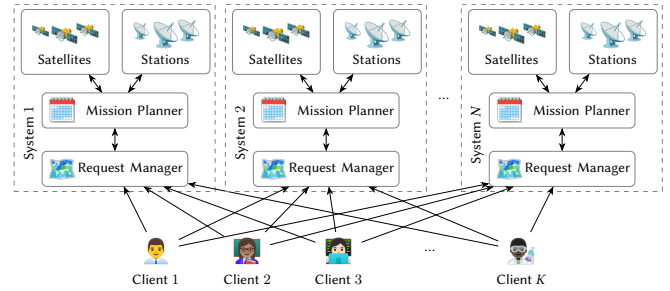 System 1
Satellites
Stations
Mission Planner
Request Manager
System 2
Satellites
Stations
Mission Planner
Request Manager
...
System N
Satellites
Stations
Mission Planner
Request Manager
Client 1
Client 2
Client 3
...
Client K